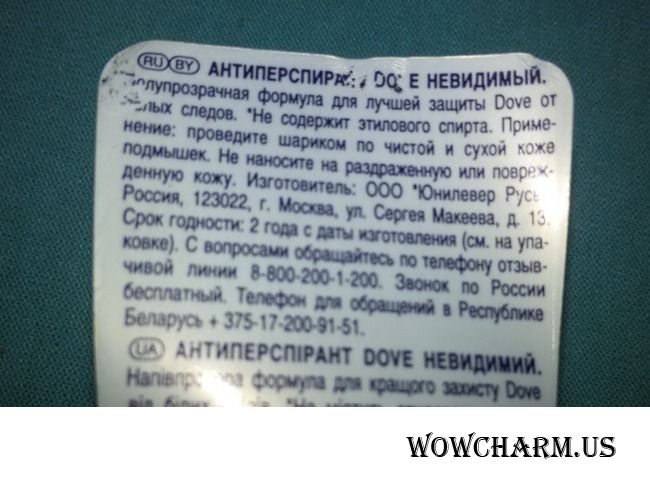 RU BY АНТИПЕРСПИРАНТ DOVE НЕВИДИМЫЙ.
полупрозрачная формула для лучшей защиты Dove от
белых следов. *Не содержит этилового спирта. Приме-
нение: проведите шариком по чистой и сухой коже
подмышек. Не наносите на раздраженную или повреж-
денную кожу. Изготовитель: ООО "Юнилевер Русь"
Россия, 123022, г. Москва, ул. Сергея Макеева, д. 13.
Срок годности: 2 года с даты изготовления (см. на упа-
ковке). С вопросами обращайтесь по телефону отзыв-
чивой линии 8-800-200-1-200. Звонок по России
бесплатный. Телефон для обращений в Республике
Беларусь + 375-17-200-91-51.
UA АНТИПЕРСПІРАНТ DOVE НЕВИДИМИЙ.
Напівпрозора формула для кращого захисту Dove
від білих *Не містить
WOWCHARM.US